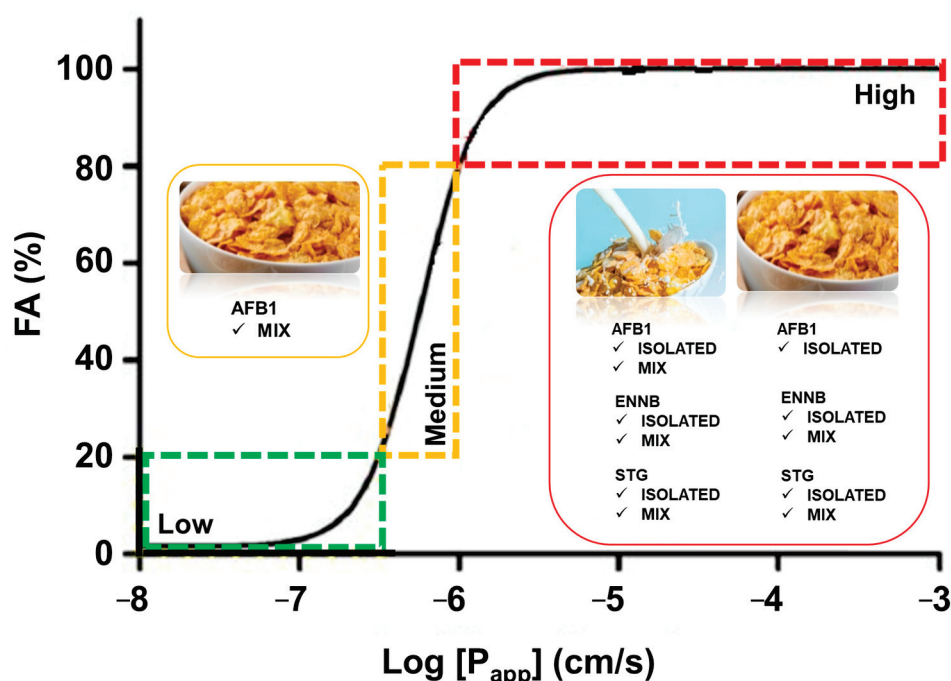 FA (%)
100
80
60
40
20
0
High
Medium
Low
AFB1
✓ MIX
AFB1
✓ ISOLATED
✓ MIX
ENNB
✓ ISOLATED
✓ MIX
STG
✓ ISOLATED
✓ MIX
AFB1
✓ ISOLATED
ENNB
✓ ISOLATED
✓ MIX
STG
✓ ISOLATED
✓ MIX
−8 −7 −6 −5 −4 −3
Log [Papp] (cm/s)